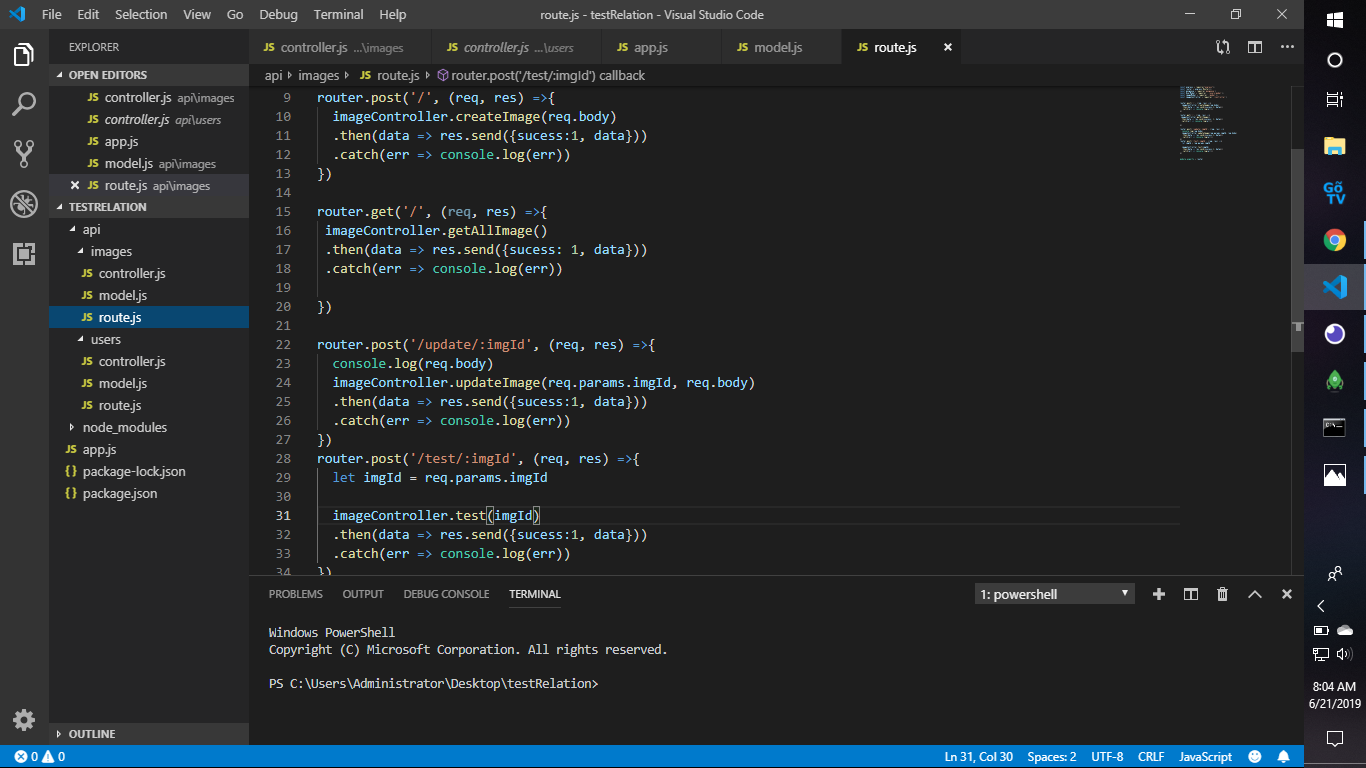 File Edit Selection View Go Debug Terminal Help
route.js - testRelation - Visual Studio Code
EXPLORER
OPEN EDITORS
JS controller.js api\images
JS controller.js api\users
JS app.js
JS model.js api\images
JS route.js api\images
TESTRELATION
api
images
JS controller.js
JS model.js
JS route.js
users
JS controller.js
JS model.js
JS route.js
node_modules
JS app.js
{} package-lock.json
{} package.json
OUTLINE
JS controller.js ...\images
JS controller.js ...\users
JS app.js
JS model.js
JS route.js
api images JS route.js router.post('/test/:imgId') callback
9 router.post('/', (req, res) =>{
10 imageController.createImage(req.body)
11 .then(data => res.send({sucess:1, data}))
12 .catch(err => console.log(err))
13 })
14
15 router.get('/', (req, res) =>{
16 imageController.getAllImage()
17 .then(data => res.send({sucess: 1, data}))
18 .catch(err => console.log(err))
19
20 })
21
22 router.post('/update/:imgId', (req, res) =>{
23 console.log(req.body)
24 imageController.updateImage(req.params.imgId, req.body)
25 .then(data => res.send({sucess:1, data}))
26 .catch(err => console.log(err))
27 })
28 router.post('/test/:imgId', (req, res) =>{
29 let imgId = req.params.imgId
30
31 imageController.test(imgId)
32 .then(data => res.send({sucess:1, data}))
33 .catch(err => console.log(err))
34 })
PROBLEMS OUTPUT DEBUG CONSOLE TERMINAL
1: powershell
Windows PowerShell
Copyright (C) Microsoft Corporation. All rights reserved.
PS C:\Users\Administrator\Desktop\testRelation>
0 0
Ln 31, Col 30 Spaces: 2 UTF-8 CRLF JavaScript
Gõ
TV
8:04 AM
6/21/2019